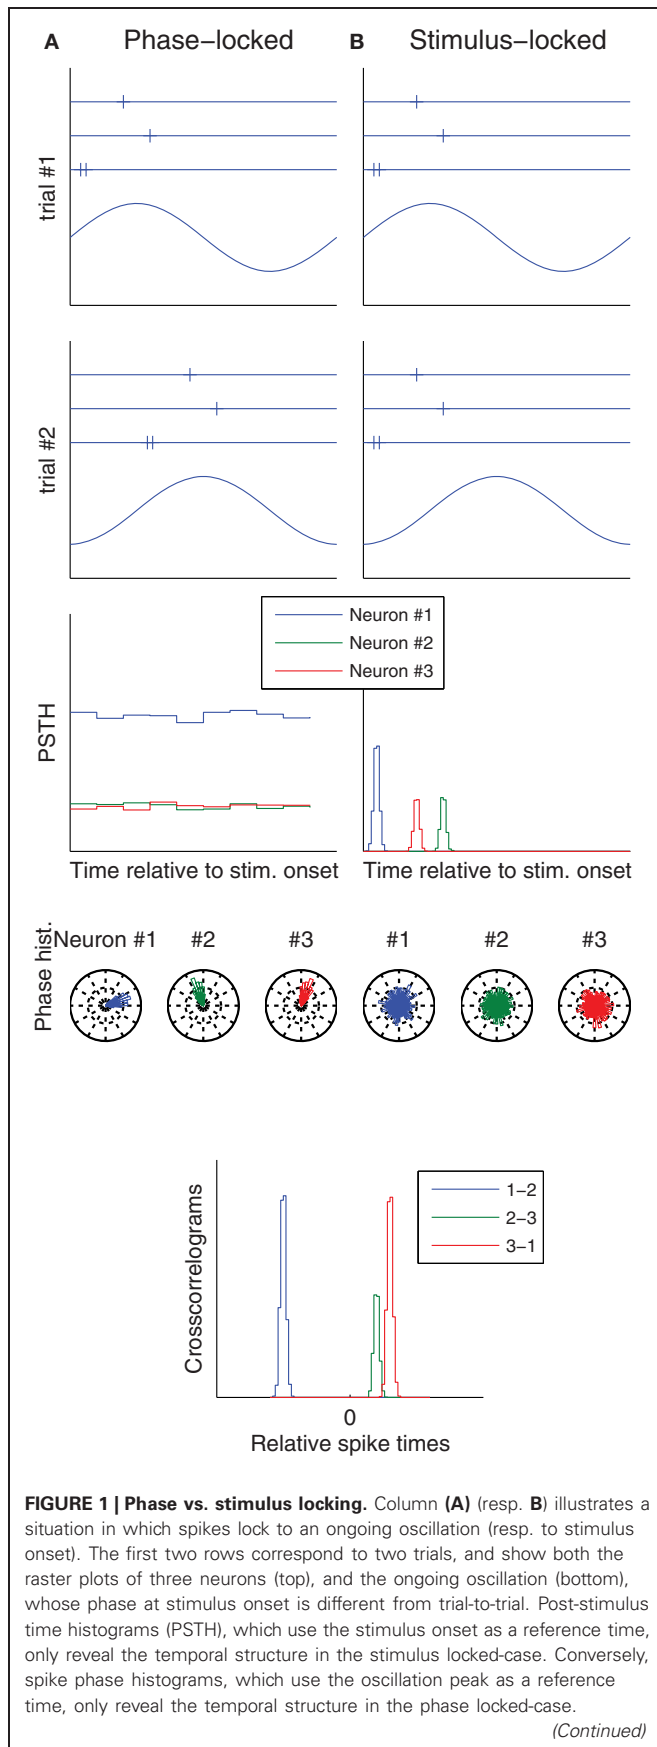 A Phase–locked
B Stimulus–locked
trial #1
trial #2
Neuron #1
Neuron #2
Neuron #3
PSTH
Time relative to stim. onset
Time relative to stim. onset
Phase hist.
Neuron #1 #2 #3 #1 #2 #3
Crosscorrelograms
1–2
2–3
3–1
0
Relative spike times
FIGURE 1 | Phase vs. stimulus locking. Column (A) (resp. B) illustrates a
situation in which spikes lock to an ongoing oscillation (resp. to stimulus
onset). The first two rows correspond to two trials, and show both the
raster plots of three neurons (top), and the ongoing oscillation (bottom),
whose phase at stimulus onset is different from trial-to-trial. Post-stimulus
time histograms (PSTH), which use the stimulus onset as a reference time,
only reveal the temporal structure in the stimulus locked-case. Conversely,
spike phase histograms, which use the oscillation peak as a reference
time, only reveal the temporal structure in the phase locked-case.
(Continued)